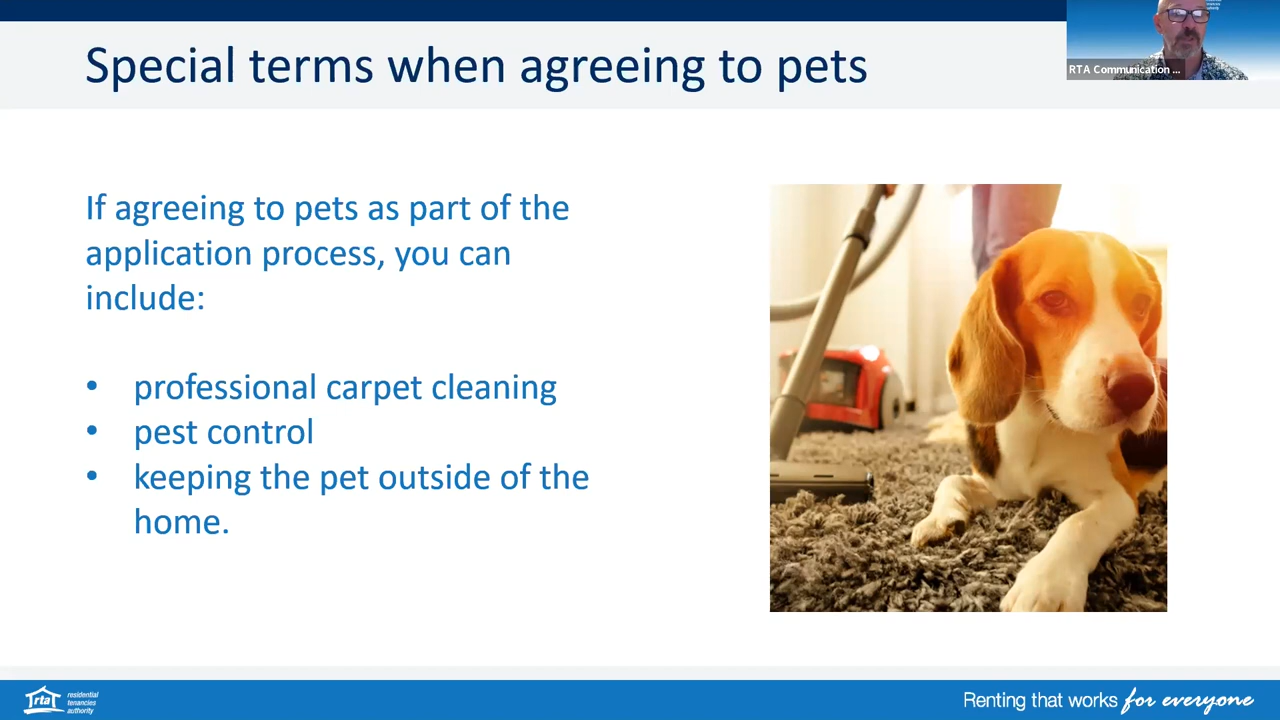 Special terms when agreeing to pets
RTA Communication ...
If agreeing to pets as part of the
application process, you can
include:
• professional carpet cleaning
• pest control
• keeping the pet outside of the
home.
rta residential
tenancies
authority
Renting that works for everyone